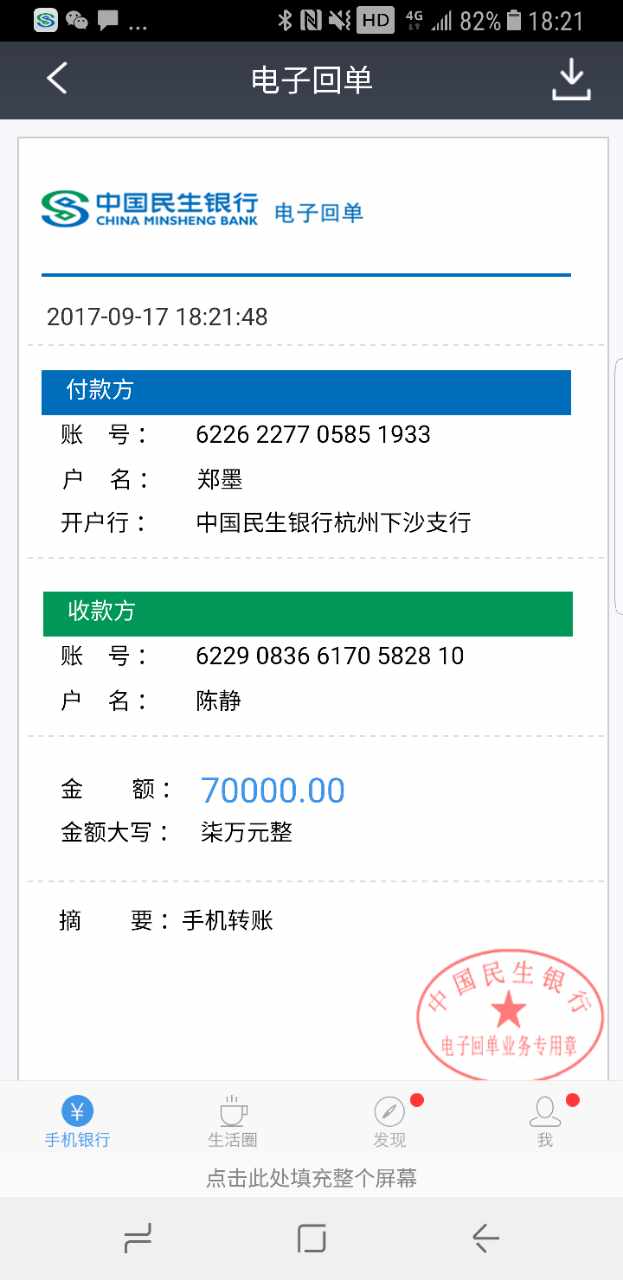 ... HD 4G 82% 18:21
电子回单
中国民生银行 电子回单
CHINA MINSHENG BANK
2017-09-17 18:21:48
付款方
账 号： 6226 2277 0585 1933
户 名： 郑墨
开户行： 中国民生银行杭州下沙支行
收款方
账 号： 6229 0836 6170 5828 10
户 名： 陈静
金 额： 70000.00
金额大写： 柒万元整
摘 要：手机转账
中国民生银行
电子回单业务专用章
手机银行 生活圈 发现 我
点击此处填充整个屏幕